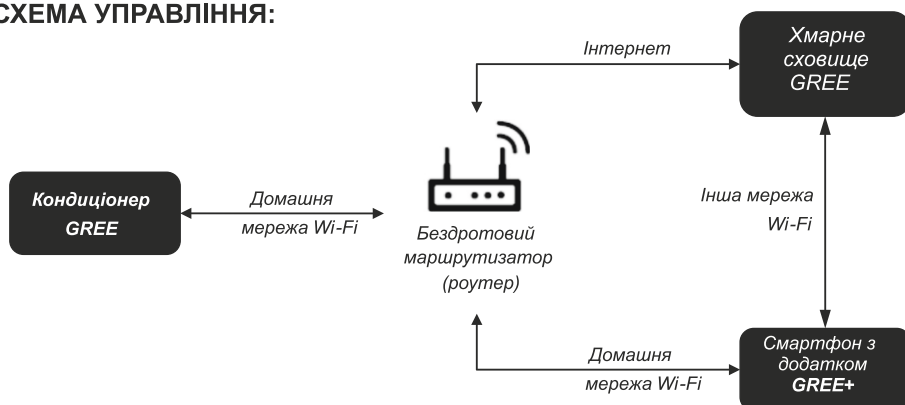 СХЕМА УПРАВЛІННЯ:
Інтернет
Хмарне
сховище
GREE
Кондиціонер
GREE
Домашня
мережа Wi-Fi
Бездротовий
маршрутизатор
(роутер)
Інша мережа
Wi-Fi
Домашня
мережа Wi-Fi
Смартфон з
додатком
GREE+